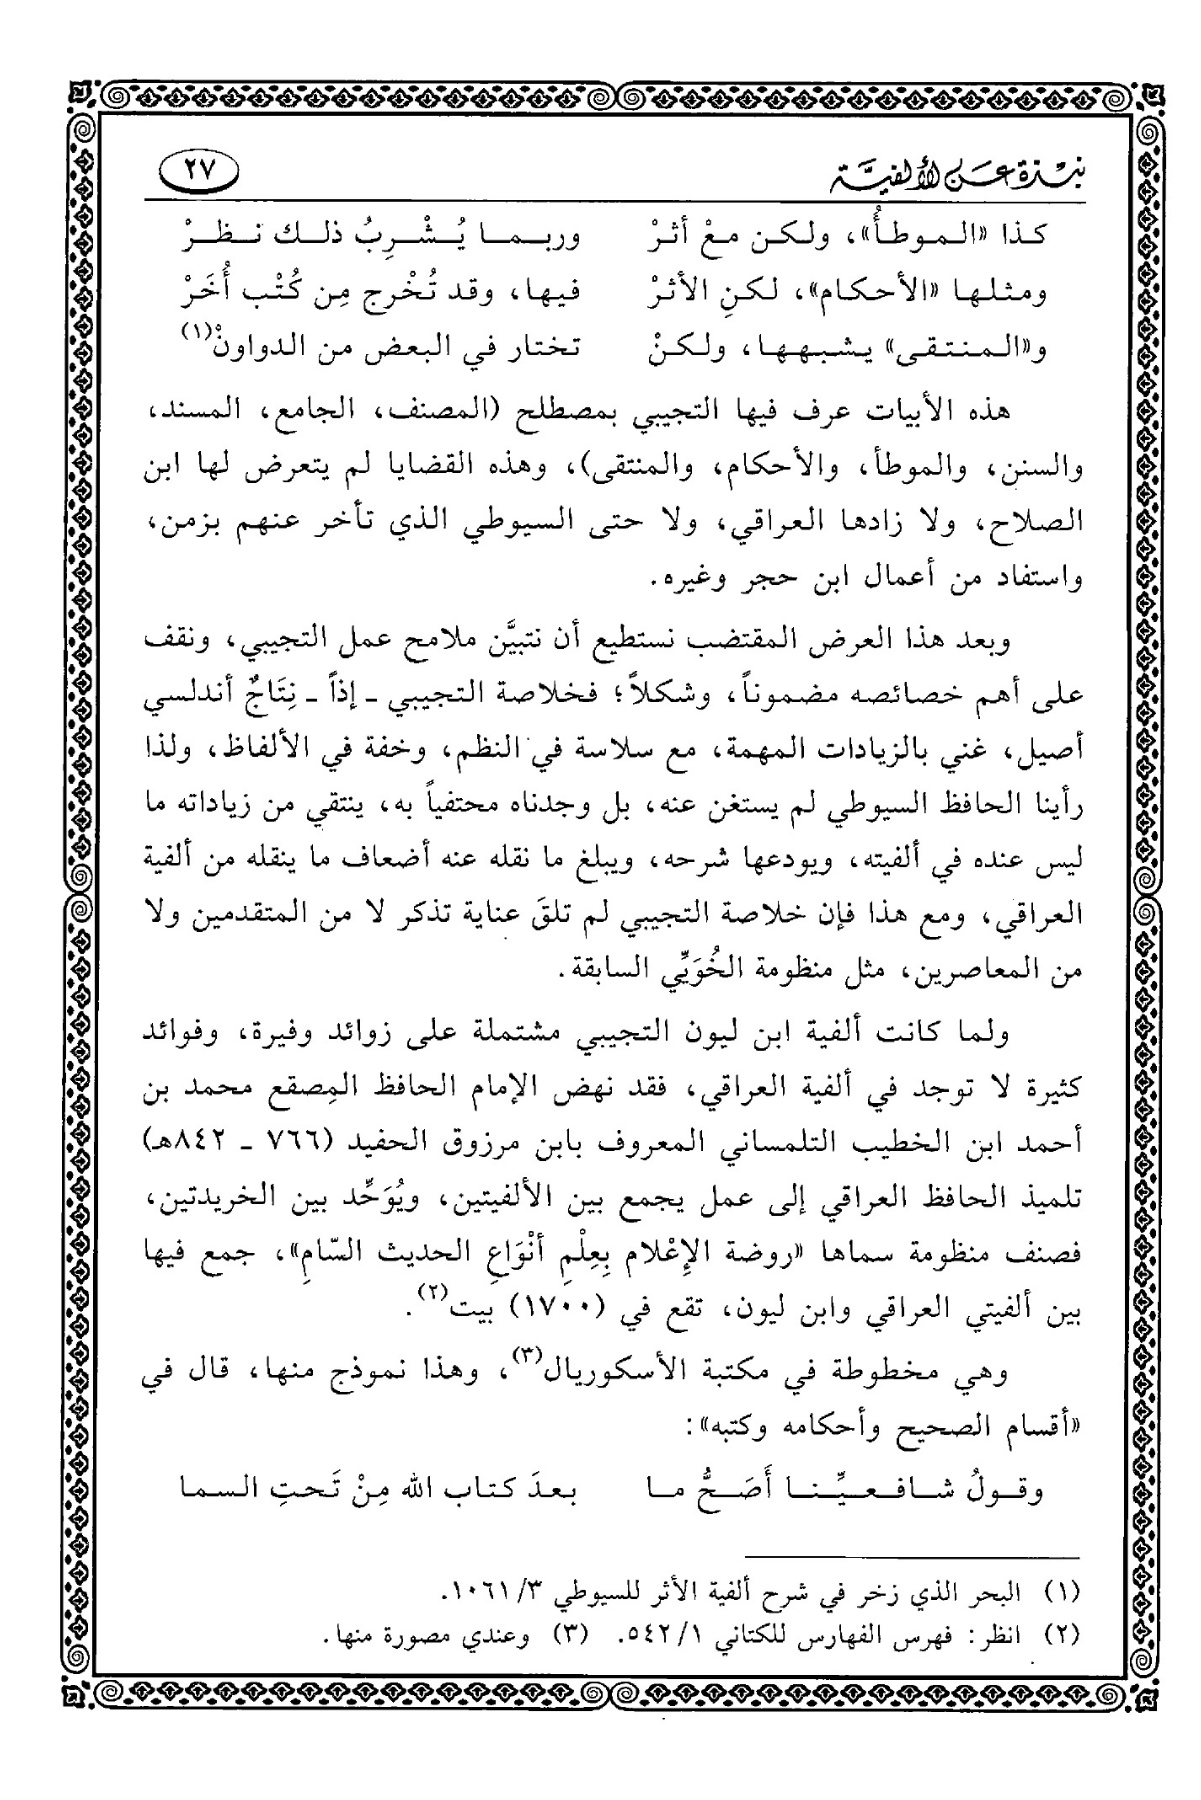 نبذة عن الألفية ٢٧
كذا «الموطأُ»، ولكن معْ أثرْ وربما يُشْرِبُ ذلك نظرْ
ومثلها «الأحكام»، لكنِ الأثرْ فيها، وقد تُخْرج مِن كُتْب أُخَرْ
و«المنتقى» يشبهها، ولكنْ تختار في البعض من الدواونْ(١)
هذه الأبيات عرف فيها التجيبي بمصطلح (المصنف، الجامع، المسند،
والسنن، والموطأ، والأحكام، والمنتقى)، وهذه القضايا لم يتعرض لها ابن
الصلاح، ولا زادها العراقي، ولا حتى السيوطي الذي تأخر عنهم بزمن،
واستفاد من أعمال ابن حجر وغيره.
وبعد هذا العرض المقتضب نستطيع أن نتبيَّن ملامح عمل التجيبي، ونقف
على أهم خصائصه مضموناً، وشكلاً؛ فخلاصة التجيبي ـ إذاً ـ نِتَاجٌ أندلسي
أصيل، غني بالزيادات المهمة، مع سلاسة في النظم، وخفة في الألفاظ، ولذا
رأينا الحافظ السيوطي لم يستغن عنه، بل وجدناه محتفياً به، ينتقي من زياداته ما
ليس عنده في ألفيته، ويودعها شرحه، ويبلغ ما نقله عنه أضعاف ما ينقله من ألفية
العراقي، ومع هذا فإن خلاصة التجيبي لم تلقَ عناية تذكر لا من المتقدمين ولا
من المعاصرين، مثل منظومة الخُوَيِّي السابقة.
ولما كانت ألفية ابن ليون التجيبي مشتملة على زوائد وفيرة، وفوائد
كثيرة لا توجد في ألفية العراقي، فقد نهض الإمام الحافظ المِصقع محمد بن
أحمد ابن الخطيب التلمساني المعروف بابن مرزوق الحفيد (٧٦٦ ـ ٨٤٢هـ)
تلميذ الحافظ العراقي إلى عمل يجمع بين الألفيتين، ويُوَحِّد بين الخريدتين،
فصنف منظومة سماها «روضة الإِعْلام بِعِلْمِ أنْوَاعِ الحديث السّامِ»، جمع فيها
بين ألفيتي العراقي وابن ليون، تقع في (١٧٠٠) بيت(٢).
وهي مخطوطة في مكتبة الأسكوريال(٣)، وهذا نموذج منها، قال في
«أقسام الصحيح وأحكامه وكتبه»:
وقولُ شافعيِّنا أَصَحُّ ما بعدَ كتاب الله مِنْ تَحتِ السما
(١) البحر الذي زخر في شرح ألفية الأثر للسيوطي ٣/ ١٠٦١.
(٢) انظر: فهرس الفهارس للكتاني ١/ ٥٤٢. (٣) وعندي مصورة منها.